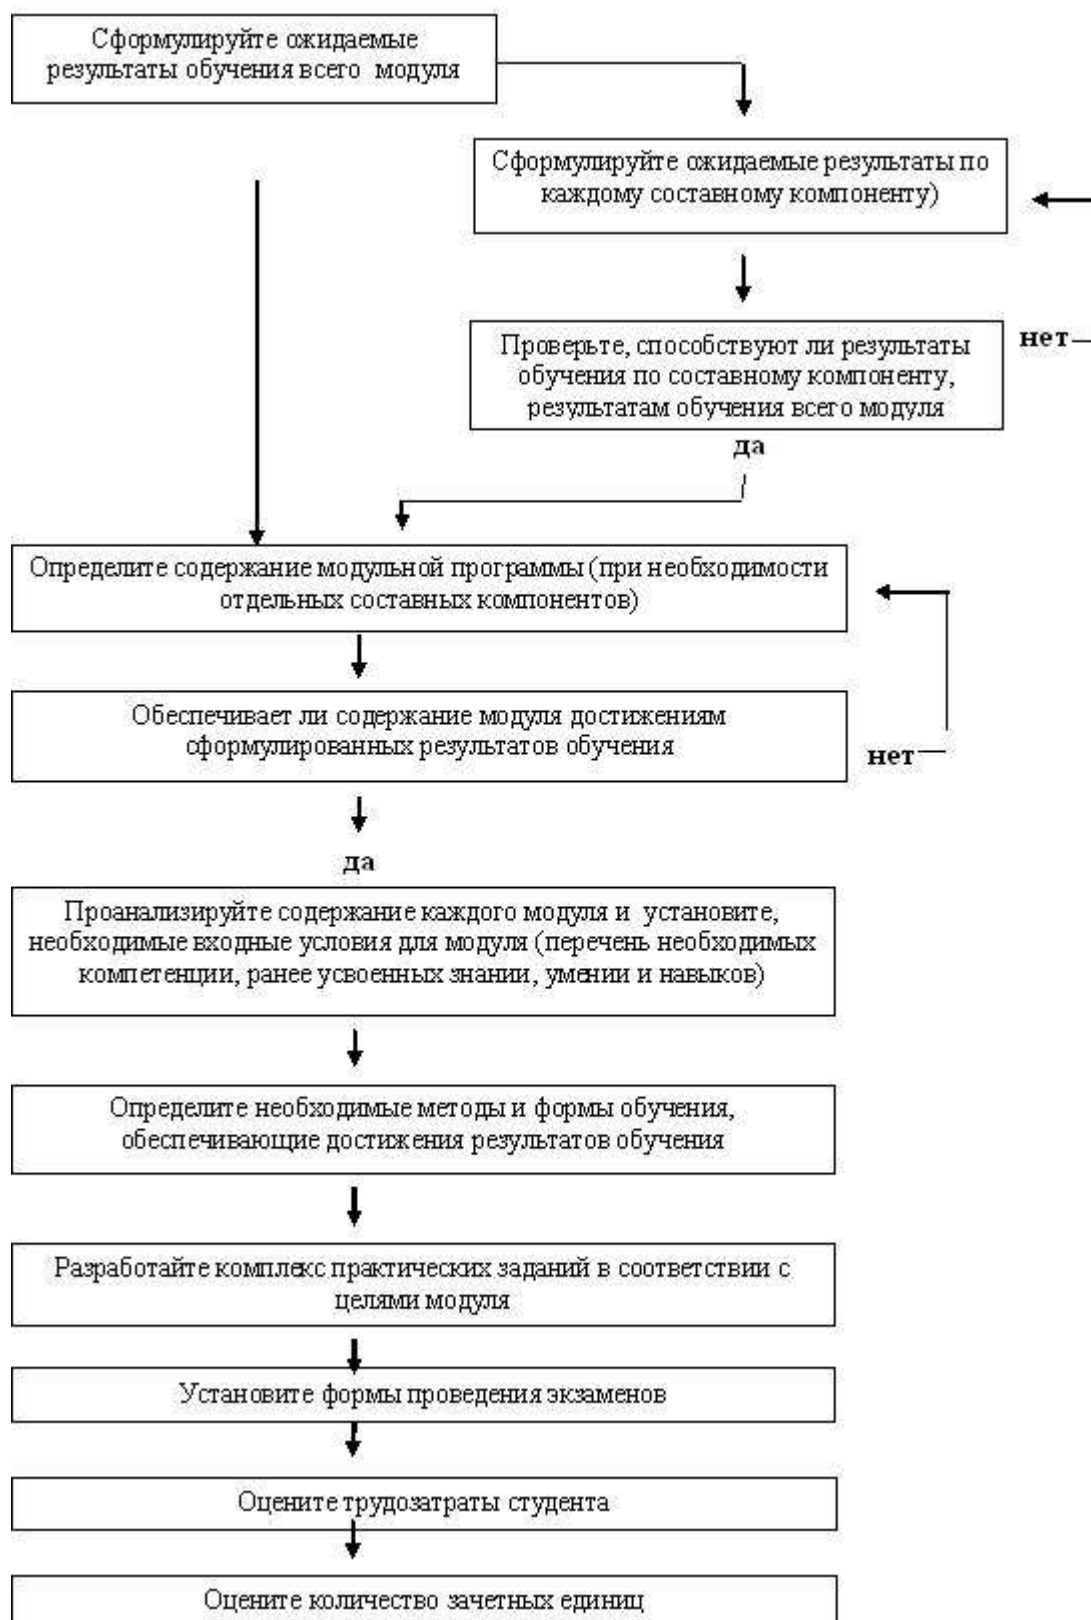 Сформулируйте ожидаемые
результаты обучения всего модуля
Сформулируйте ожидаемые результаты по
каждому составному компоненту)
Проверьте, способствуют ли результаты
обучения по составному компоненту,
результатам обучения всего модуля
нет
да
Определите содержание модульной программы (при необходимости
отдельных составных компонентов)
Обеспечивает ли содержание модуля достижениям
сформулированных результатов обучения
нет
да
Проанализируйте содержание каждого модуля и установите,
необходимые входные условия для модуля (перечень необходимых
компетенции, ранее усвоенных знании, умении и навыков)
Определите необходимые методы и формы обучения,
обеспечивающие достижения результатов обучения
Разработайте комплекс практических заданий в соответствии с
целями модуля
Установите формы проведения экзаменов
Оцените трудозатраты студента
Оцените количество зачетных единиц